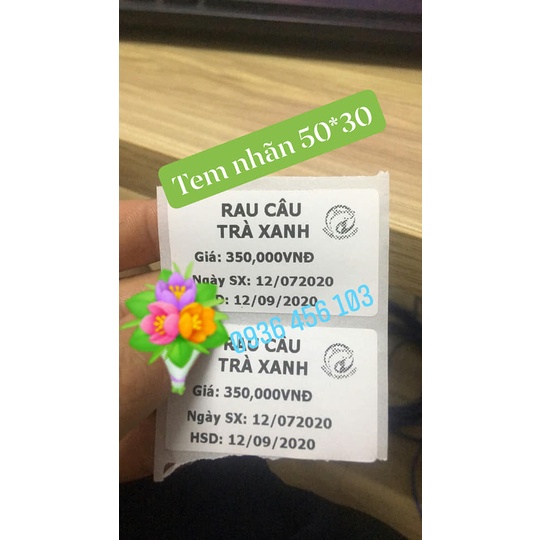 Tem nhãn 50*30
RAU CÂU
TRÀ XANH
Giá: 350,000VNĐ
Ngày SX: 12/072020
HSD: 12/09/2020
0936 456 103
RAU CÂU
TRÀ XANH
Giá: 350,000VNĐ
Ngày SX: 12/072020
HSD: 12/09/2020